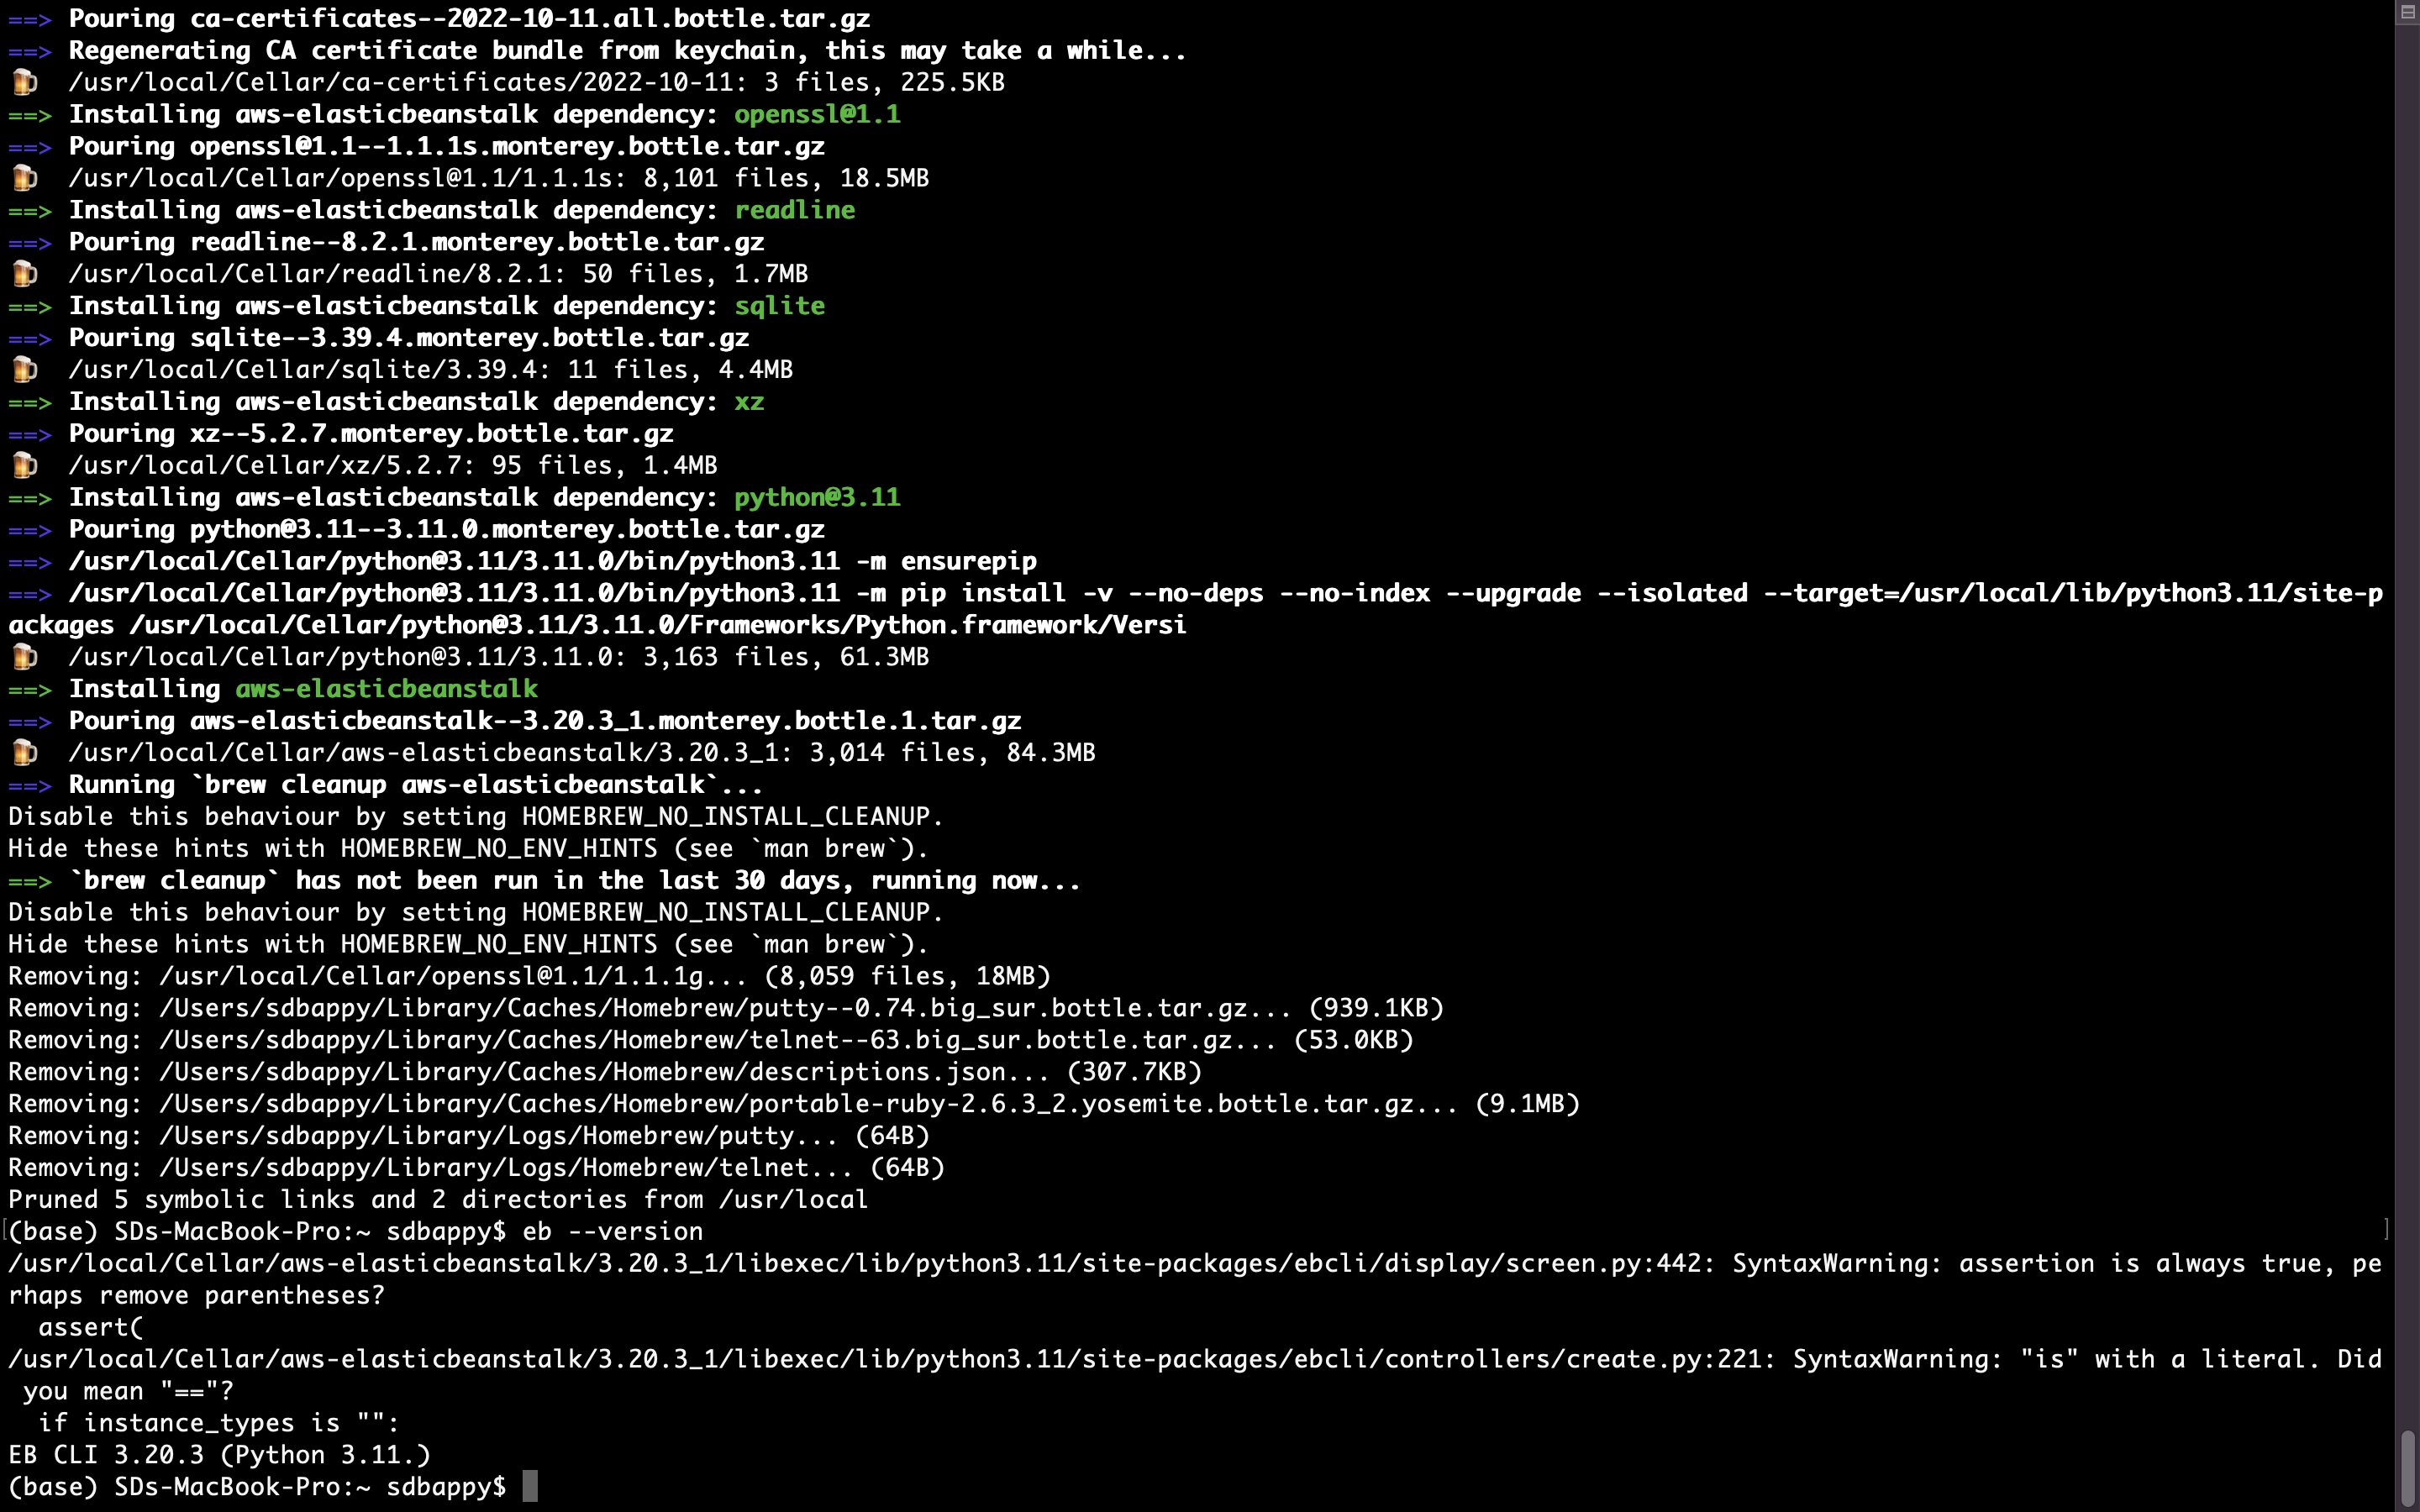 ==> Pouring ca-certificates--2022-10-11.all.bottle.tar.gz
==> Regenerating CA certificate bundle from keychain, this may take a while...
🍺  /usr/local/Cellar/ca-certificates/2022-10-11: 3 files, 225.5KB
==> Installing aws-elasticbeanstalk dependency: openssl@1.1
==> Pouring openssl@1.1--1.1.1s.monterey.bottle.tar.gz
🍺  /usr/local/Cellar/openssl@1.1/1.1.1s: 8,101 files, 18.5MB
==> Installing aws-elasticbeanstalk dependency: readline
==> Pouring readline--8.2.1.monterey.bottle.tar.gz
🍺  /usr/local/Cellar/readline/8.2.1: 50 files, 1.7MB
==> Installing aws-elasticbeanstalk dependency: sqlite
==> Pouring sqlite--3.39.4.monterey.bottle.tar.gz
🍺  /usr/local/Cellar/sqlite/3.39.4: 11 files, 4.4MB
==> Installing aws-elasticbeanstalk dependency: xz
==> Pouring xz--5.2.7.monterey.bottle.tar.gz
🍺  /usr/local/Cellar/xz/5.2.7: 95 files, 1.4MB
==> Installing aws-elasticbeanstalk dependency: python@3.11
==> Pouring python@3.11--3.11.0.monterey.bottle.tar.gz
==> /usr/local/Cellar/python@3.11/3.11.0/bin/python3.11 -m ensurepip
==> /usr/local/Cellar/python@3.11/3.11.0/bin/python3.11 -m pip install -v --no-deps --no-index --upgrade --isolated --target=/usr/local/lib/python3.11/site-p
ackages /usr/local/Cellar/python@3.11/3.11.0/Frameworks/Python.framework/Versi
🍺  /usr/local/Cellar/python@3.11/3.11.0: 3,163 files, 61.3MB
==> Installing aws-elasticbeanstalk
==> Pouring aws-elasticbeanstalk--3.20.3_1.monterey.bottle.1.tar.gz
🍺  /usr/local/Cellar/aws-elasticbeanstalk/3.20.3_1: 3,014 files, 84.3MB
==> Running `brew cleanup aws-elasticbeanstalk`...
Disable this behaviour by setting HOMEBREW_NO_INSTALL_CLEANUP.
Hide these hints with HOMEBREW_NO_ENV_HINTS (see `man brew`).
==> `brew cleanup` has not been run in the last 30 days, running now...
Disable this behaviour by setting HOMEBREW_NO_INSTALL_CLEANUP.
Hide these hints with HOMEBREW_NO_ENV_HINTS (see `man brew`).
Removing: /usr/local/Cellar/openssl@1.1/1.1.1g... (8,059 files, 18MB)
Removing: /Users/sdbappy/Library/Caches/Homebrew/putty--0.74.big_sur.bottle.tar.gz... (939.1KB)
Removing: /Users/sdbappy/Library/Caches/Homebrew/telnet--63.big_sur.bottle.tar.gz... (53.0KB)
Removing: /Users/sdbappy/Library/Caches/Homebrew/descriptions.json... (307.7KB)
Removing: /Users/sdbappy/Library/Caches/Homebrew/portable-ruby-2.6.3_2.yosemite.bottle.tar.gz... (9.1MB)
Removing: /Users/sdbappy/Library/Logs/Homebrew/putty... (64B)
Removing: /Users/sdbappy/Library/Logs/Homebrew/telnet... (64B)
Pruned 5 symbolic links and 2 directories from /usr/local
(base) SDs-MacBook-Pro:~ sdbappy$ eb --version
/usr/local/Cellar/aws-elasticbeanstalk/3.20.3_1/libexec/lib/python3.11/site-packages/ebcli/display/screen.py:442: SyntaxWarning: assertion is always true, pe
rhaps remove parentheses?
  assert(
/usr/local/Cellar/aws-elasticbeanstalk/3.20.3_1/libexec/lib/python3.11/site-packages/ebcli/controllers/create.py:221: SyntaxWarning: "is" with a literal. Did
 you mean "=="?
  if instance_types is "":
EB CLI 3.20.3 (Python 3.11.)
(base) SDs-MacBook-Pro:~ sdbappy$